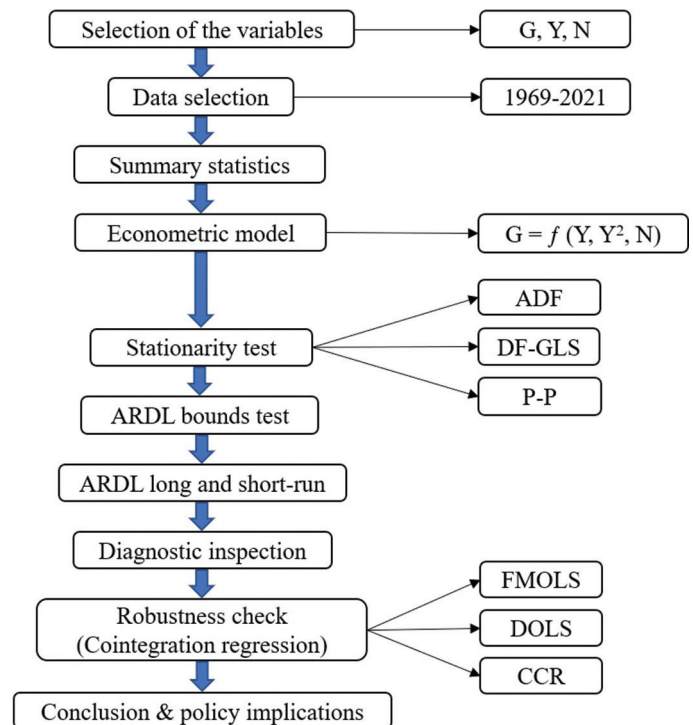 Selection of the variables
G, Y, N
Data selection
1969-2021
Summary statistics
Econometric model
G = ƒ (Y, Y², N)
Stationarity test
ADF
DF-GLS
P-P
ARDL bounds test
ARDL long and short-run
Diagnostic inspection
Robustness check
(Cointegration regression)
FMOLS
DOLS
CCR
Conclusion & policy implications